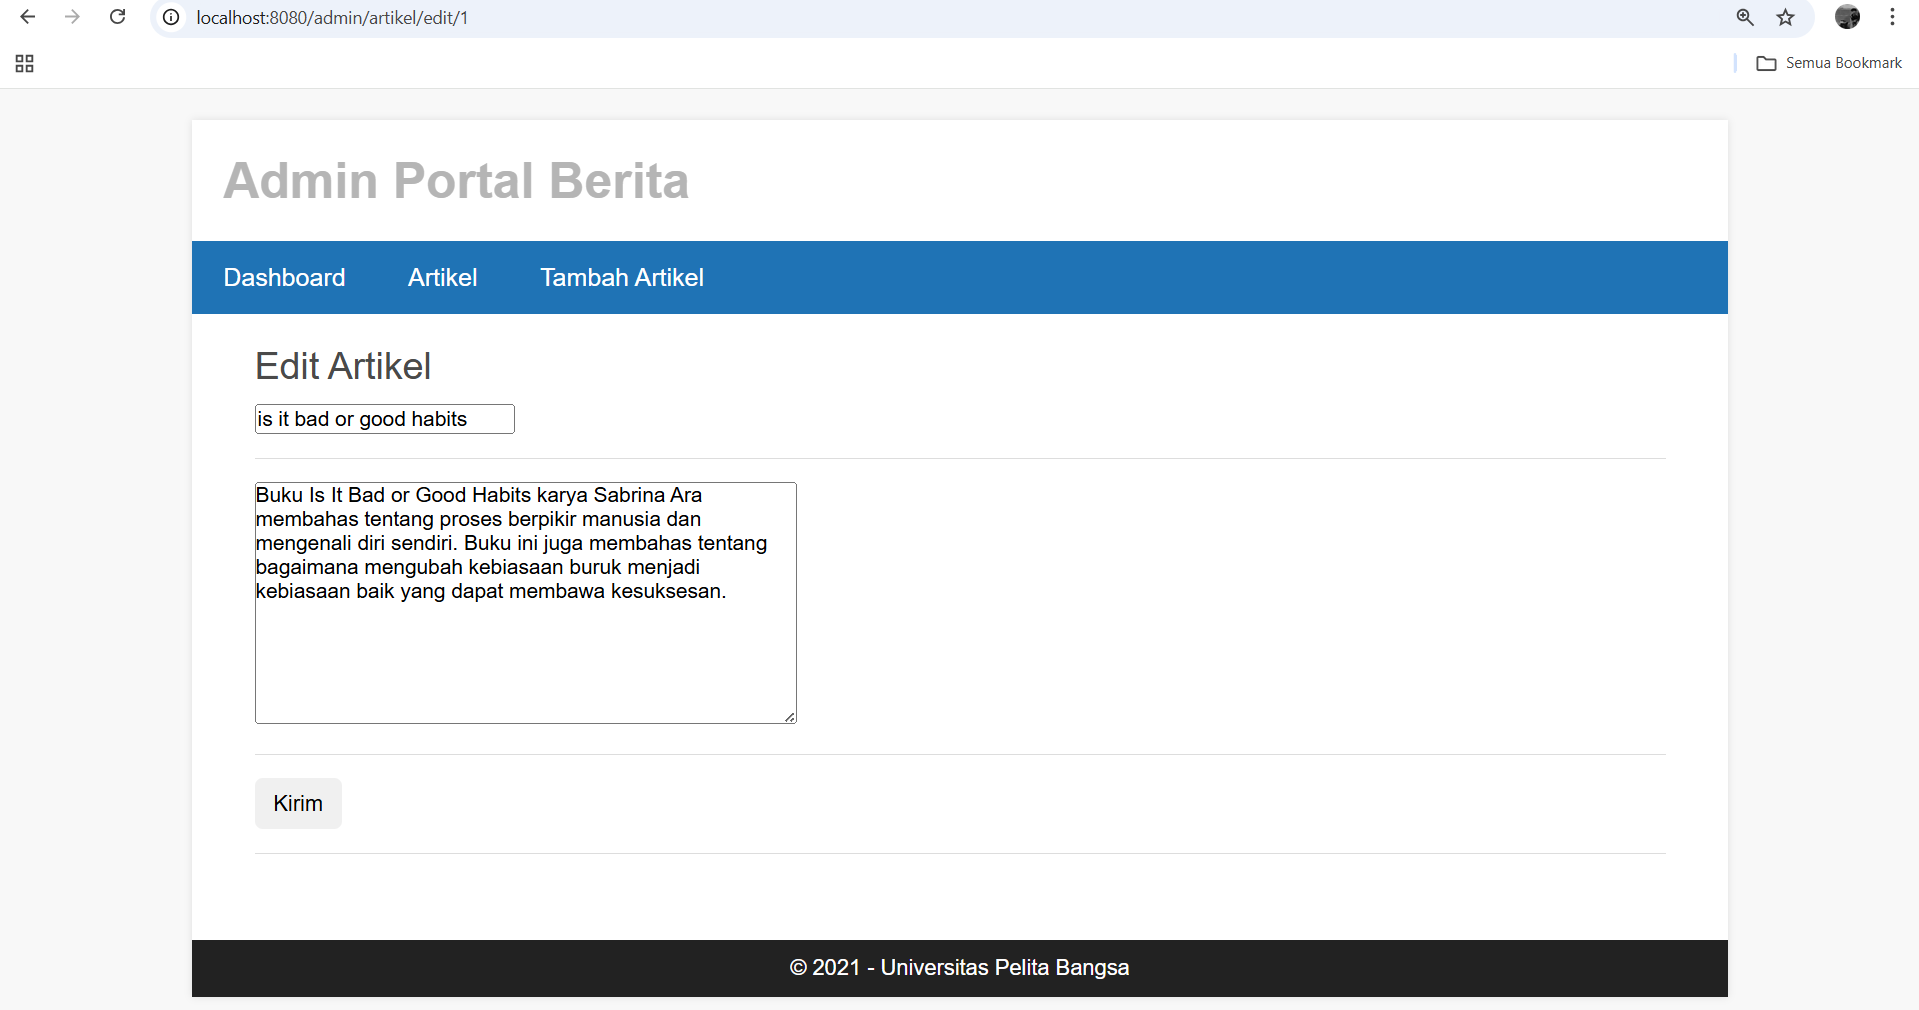 localhost:8080/admin/artikel/edit/1
Semua Bookmark
Admin Portal Berita
Dashboard
Artikel
Tambah Artikel
Edit Artikel
is it bad or good habits
Buku Is It Bad or Good Habits karya Sabrina Ara
membahas tentang proses berpikir manusia dan
mengenali diri sendiri. Buku ini juga membahas tentang
bagaimana mengubah kebiasaan buruk menjadi
kebiasaan baik yang dapat membawa kesuksesan.
Kirim
© 2021 - Universitas Pelita Bangsa